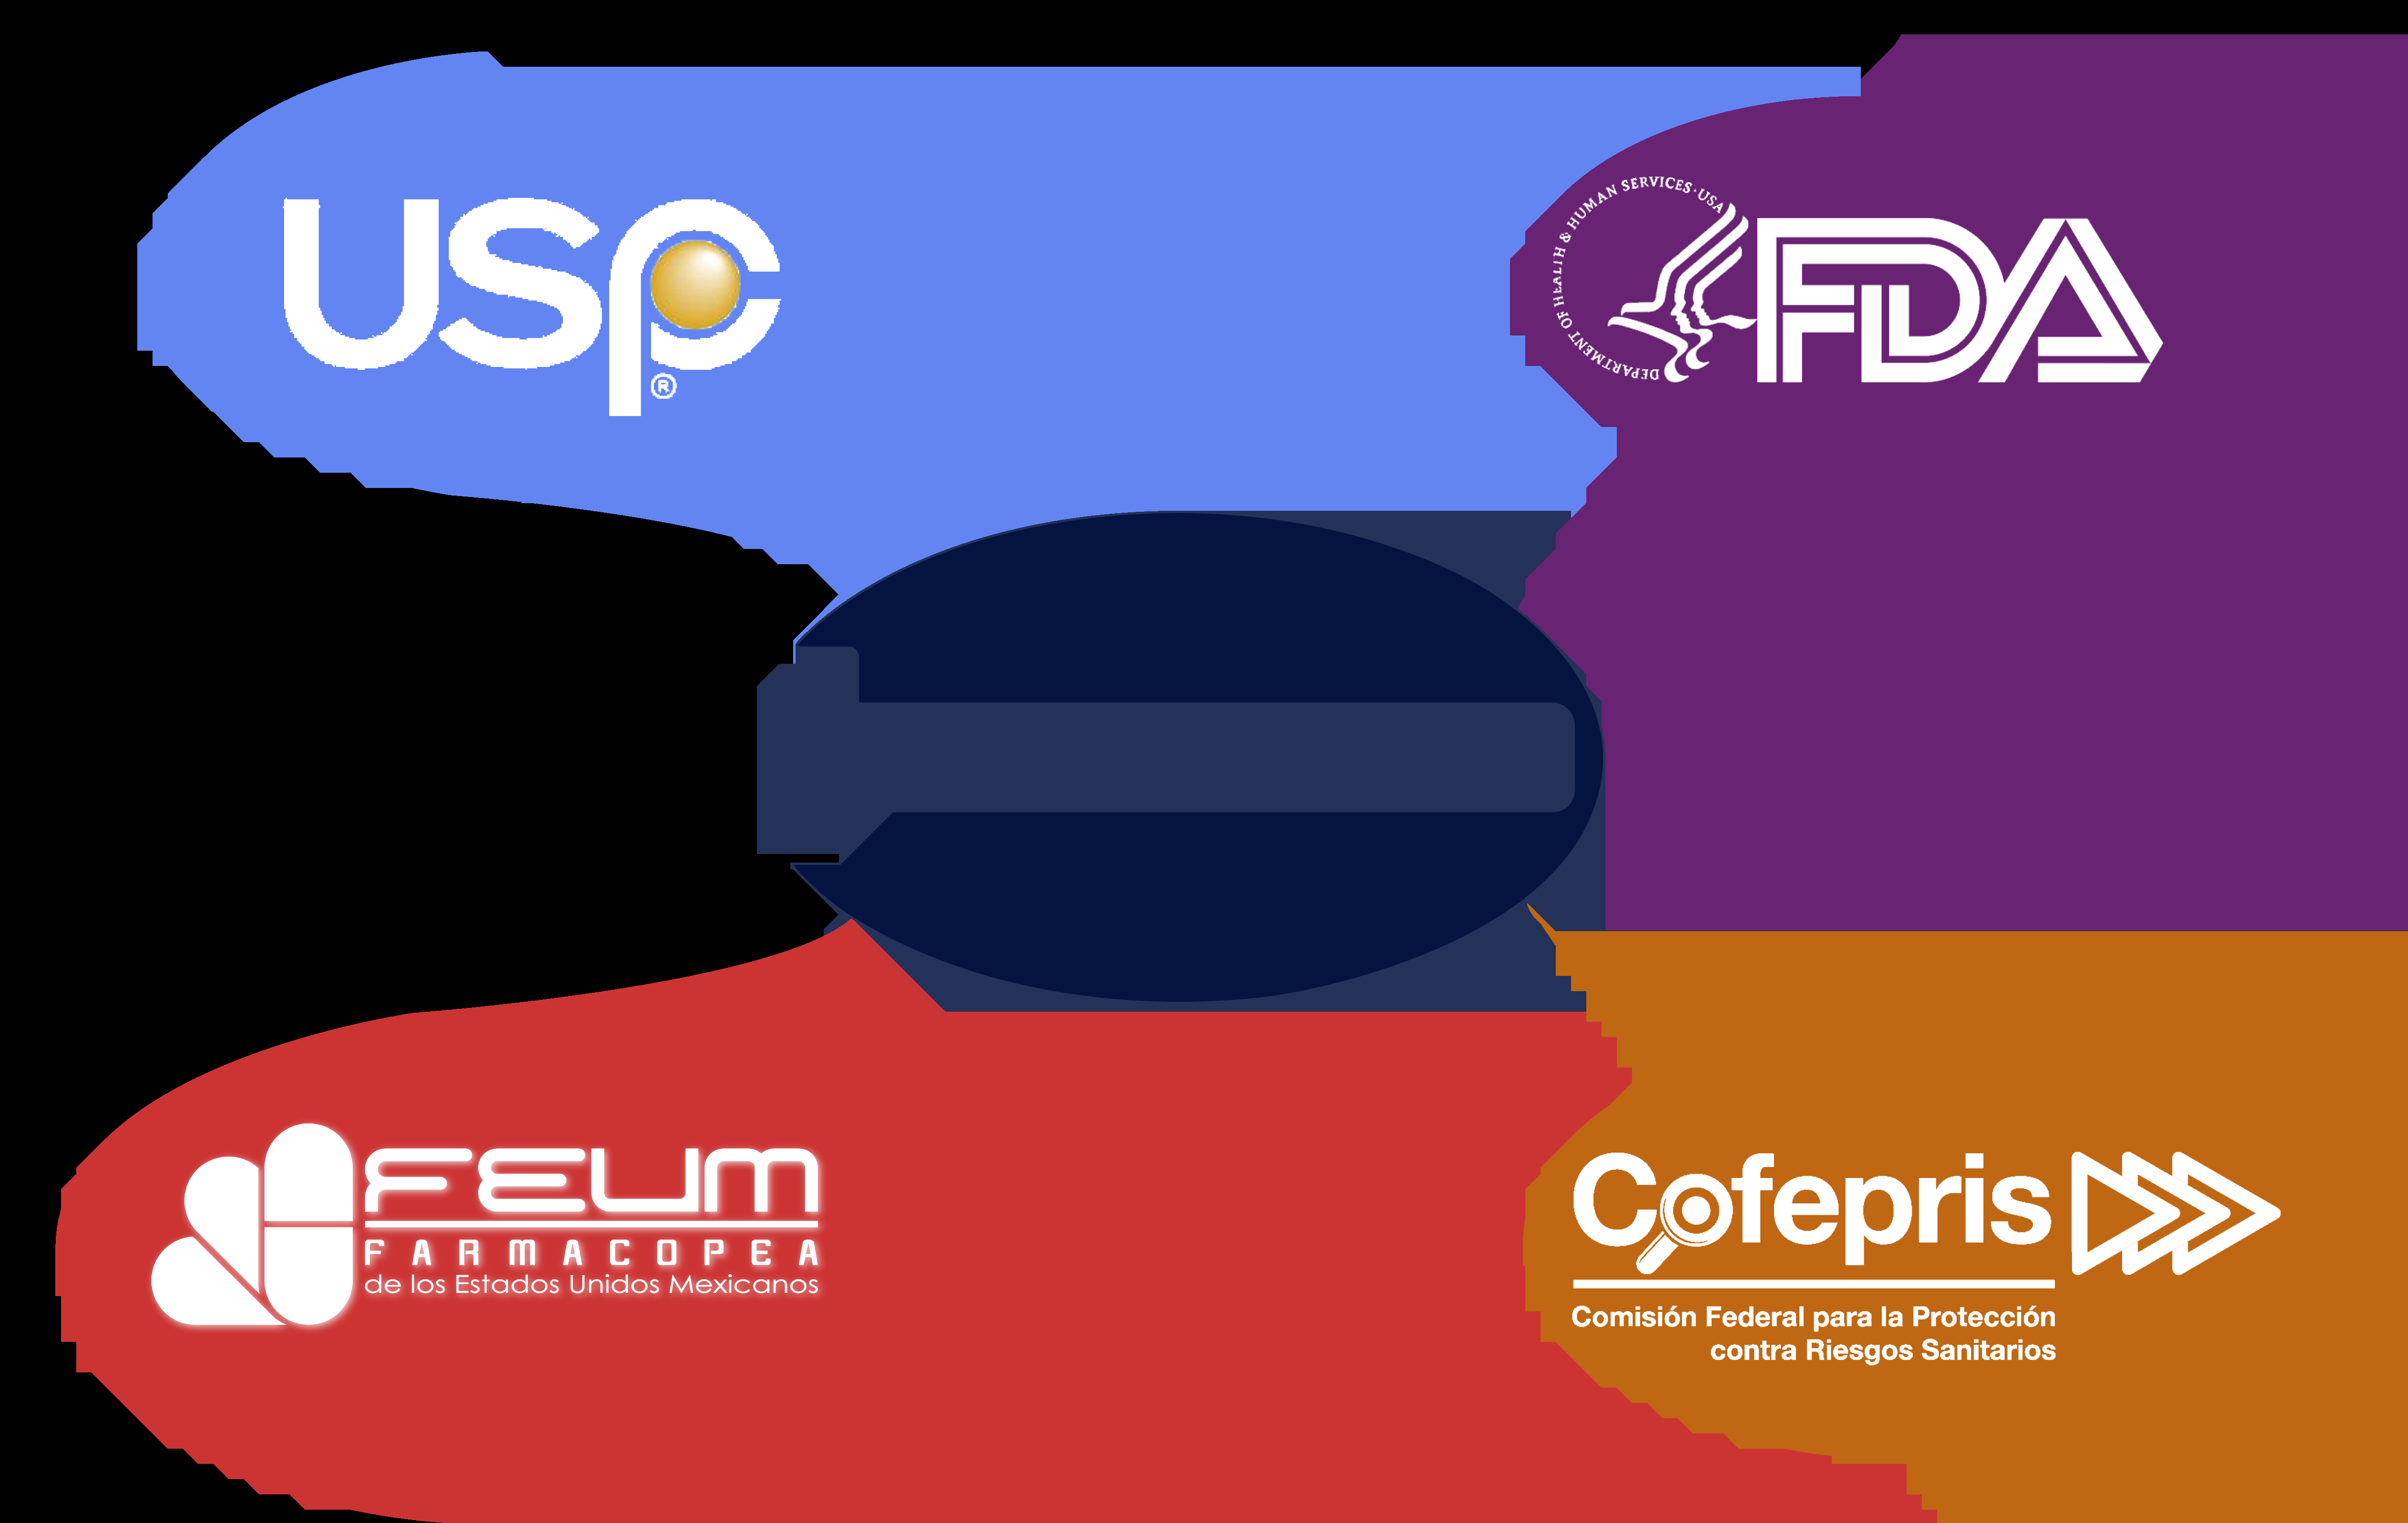 usp
®
DEPARTMENT OF HEALTH & HUMAN SERVICES · USA
FDA
FEUM
FARMACOPEA
de los Estados Unidos Mexicanos
Cofepris
Comisión Federal para la Protección
contra Riesgos Sanitarios